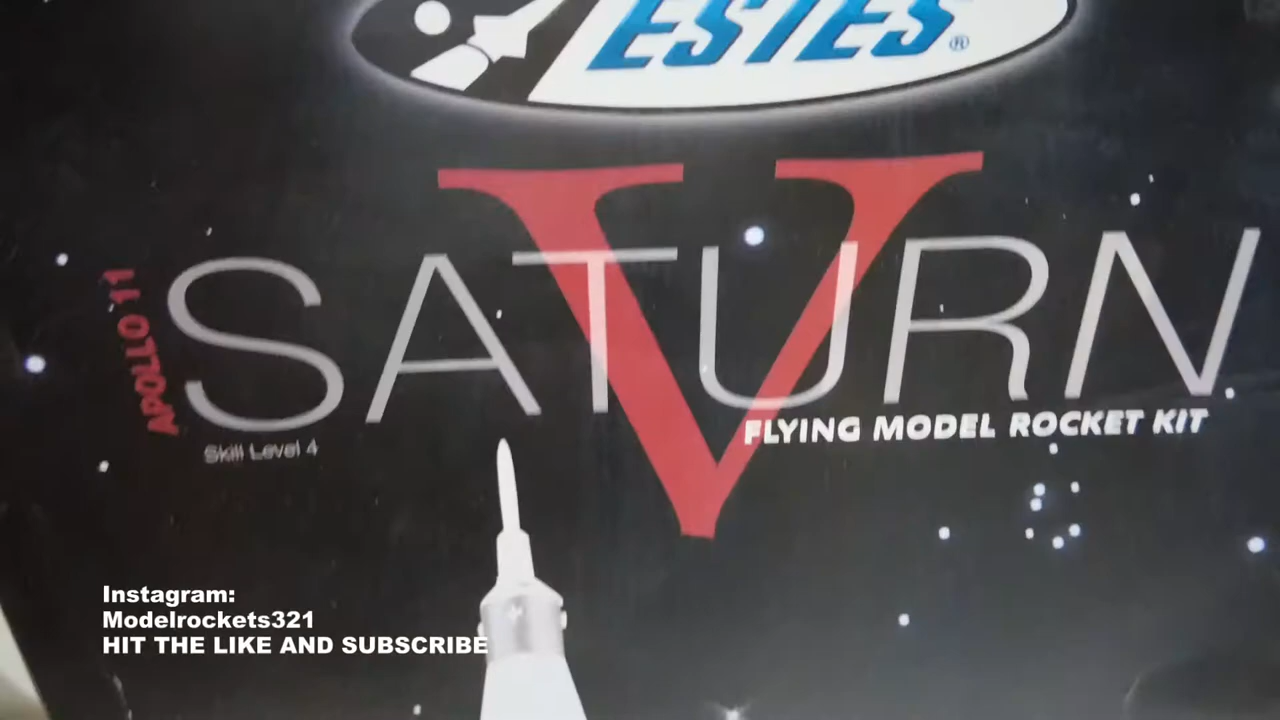 ESTES®
APOLLO 11
SATURN
V
Skill Level 4
FLYING MODEL ROCKET KIT
Instagram:
Modelrockets321
HIT THE LIKE AND SUBSCRIBE